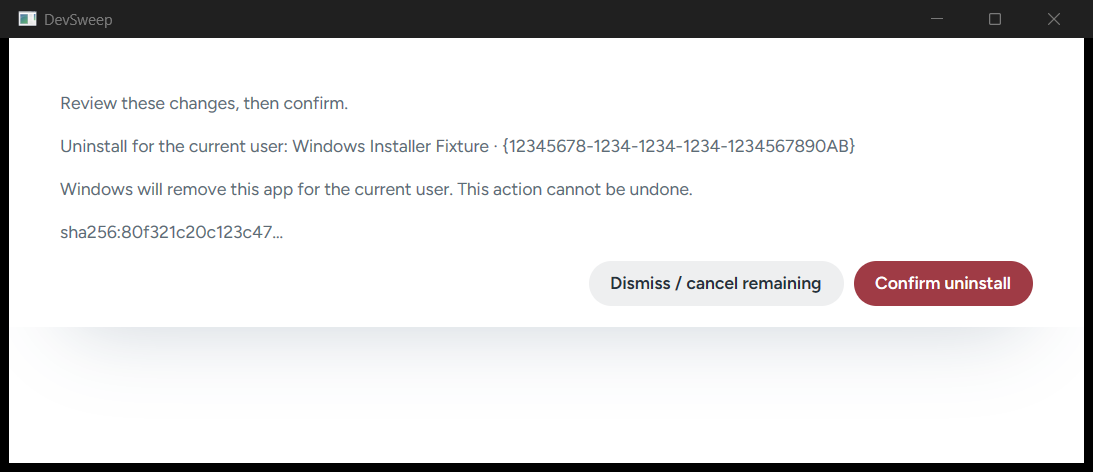 DevSweep
Review these changes, then confirm.
Uninstall for the current user: Windows Installer Fixture · {12345678-1234-1234-1234-1234567890AB}
Windows will remove this app for the current user. This action cannot be undone.
sha256:80f321c20c123c47...
Dismiss / cancel remaining
Confirm uninstall